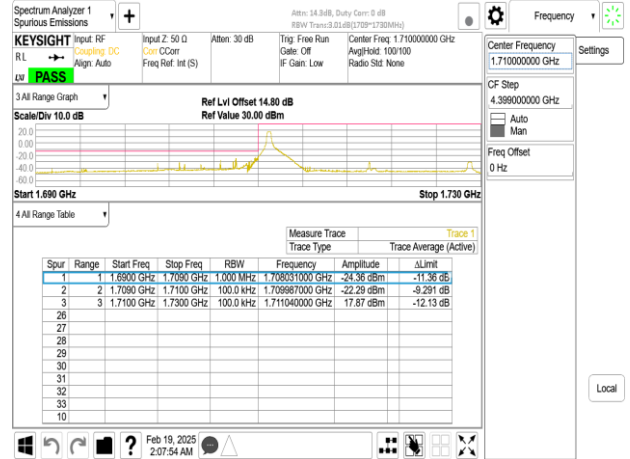 Spectrum Analyzer 1
Spurious Emissions
Attn: 14.8dB, Duty Corr: 0 dB
RBW Trans:3.01dB(1709~1730MHz)
Frequency
KEYSIGHT
RL
LXI
PASS
Input: RF
Coupling: DC
Align: Auto
Input Z: 50 Ω
Corr CCorr
Freq Ref: Int (S)
Atten: 30 dB
Trig: Free Run
Gate: Off
IF Gain: Low
Center Freq: 1.710000000 GHz
Avg|Hold: 100/100
Radio Std: None
Center Frequency
1.710000000 GHz
Settings
CF Step
4.399000000 GHz
Auto
Man
Freq Offset
0 Hz
Local
3 All Range Graph
Scale/Div 10.0 dB
Ref Lvl Offset 14.80 dB
Ref Value 30.00 dBm
20.0
0.00
-20.0
-40.0
-60.0
Start 1.690 GHz
Stop 1.730 GHz
4 All Range Table
Measure Trace Trace 1
Trace Type Trace Average (Active)
Spur Range Start Freq Stop Freq RBW Frequency Amplitude ΔLimit
1 1 1.6900 GHz 1.7090 GHz 1.000 MHz 1.708031000 GHz -24.36 dBm -11.36 dB
2 2 1.7090 GHz 1.7100 GHz 100.0 kHz 1.709987000 GHz -22.29 dBm -9.291 dB
3 3 1.7100 GHz 1.7300 GHz 100.0 kHz 1.711040000 GHz 17.87 dBm -12.13 dB
26
27
28
29
30
31
32
33
10
Feb 19, 2025
2:07:54 AM